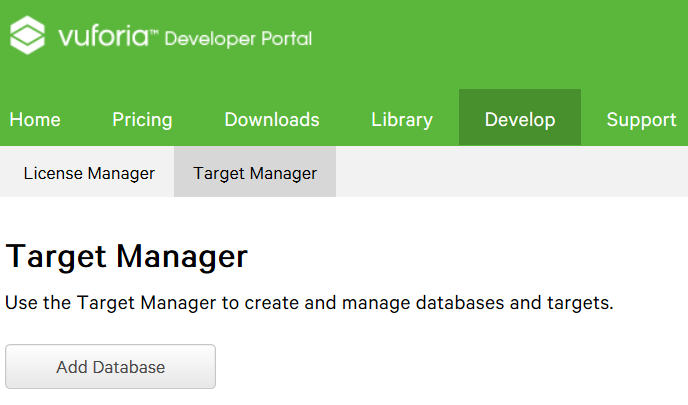 vuforia™ Developer Portal
Home Pricing Downloads Library Develop Support
License Manager Target Manager
Target Manager
Use the Target Manager to create and manage databases and targets.
Add Database